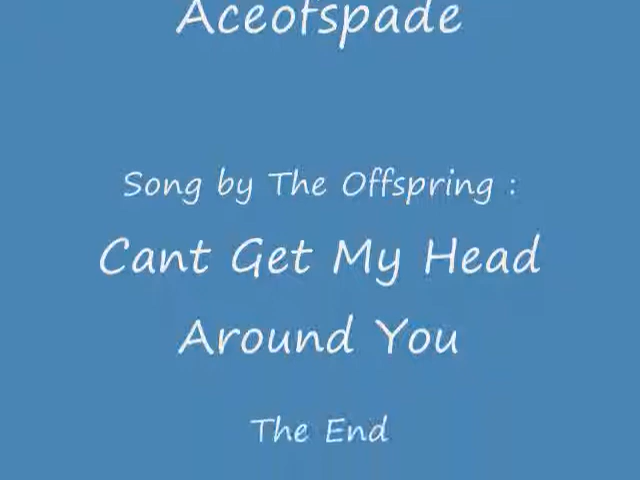 Aceofspade
Song by The Offspring :
Cant Get My Head
Around You
The End